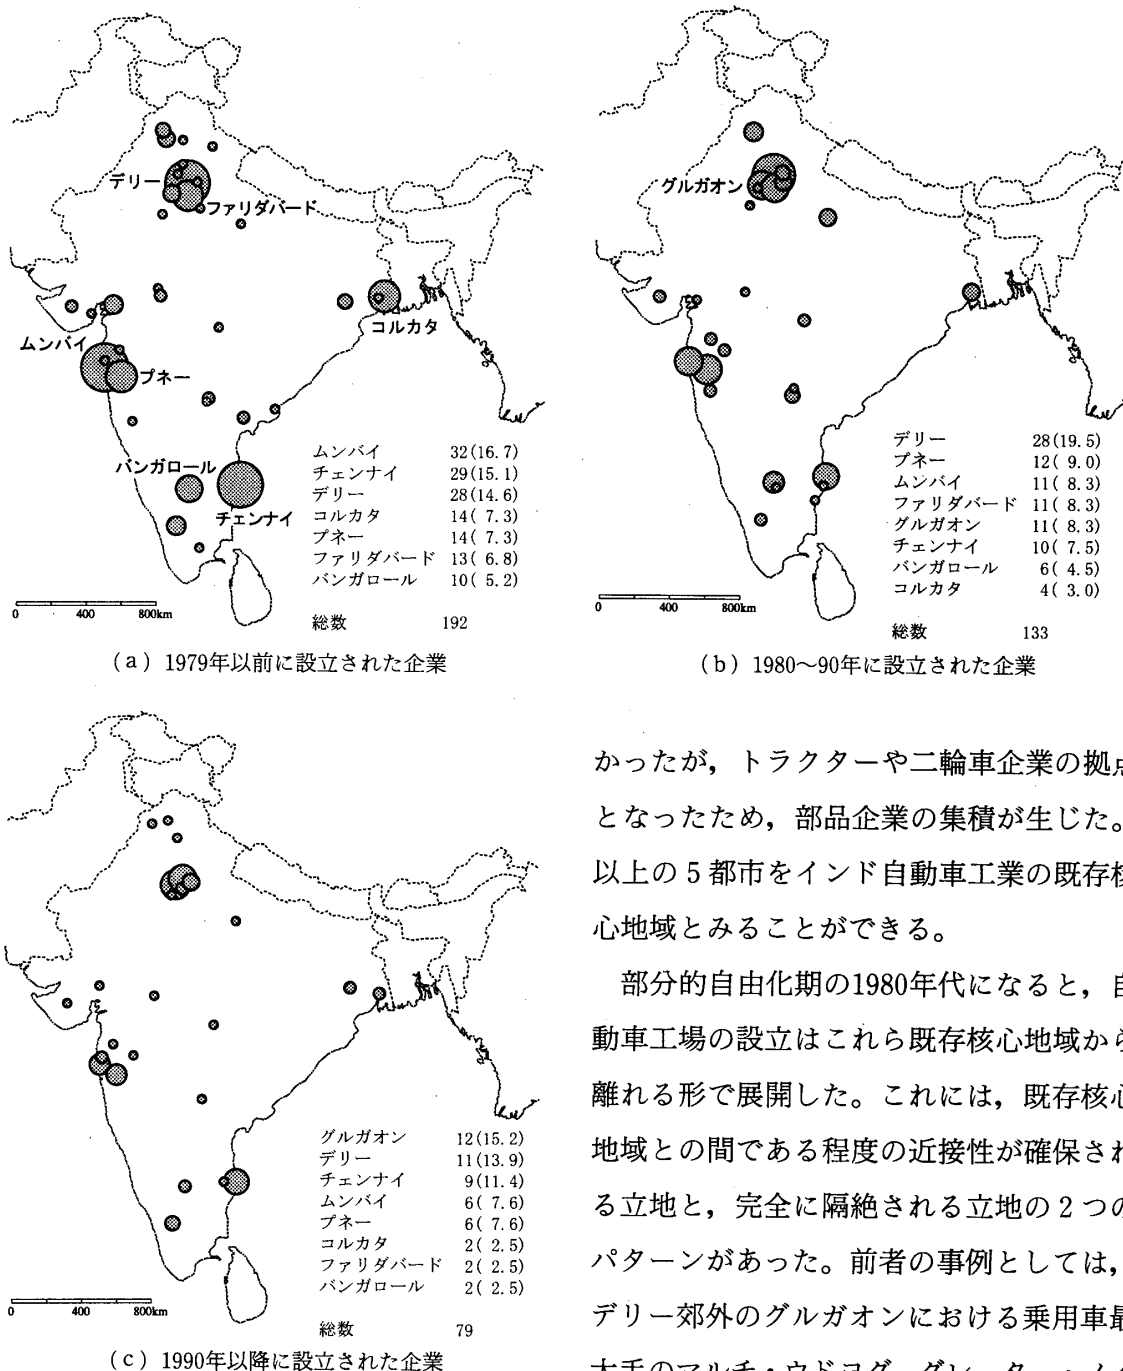 デリー
ファリダバード
ムンバイ
プネー
コルカタ
バンガロール
チェンナイ
ムンバイ 32(16.7)
チェンナイ 29(15.1)
デリー 28(14.6)
コルカタ 14( 7.3)
プネー 14( 7.3)
ファリダバード 13( 6.8)
バンガロール 10( 5.2)
総数 192
0 400 800km
(a) 1979年以前に設立された企業
グルガオン
デリー 28(19.5)
プネー 12( 9.0)
ムンバイ 11( 8.3)
ファリダバード 11( 8.3)
グルガオン 11( 8.3)
チェンナイ 10( 7.5)
バンガロール 6( 4.5)
コルカタ 4( 3.0)
総数 133
0 400 800km
(b) 1980〜90年に設立された企業
グルガオン 12(15.2)
デリー 11(13.9)
チェンナイ 9(11.4)
ムンバイ 6( 7.6)
プネー 6( 7.6)
コルカタ 2( 2.5)
ファリダバード 2( 2.5)
バンガロール 2( 2.5)
総数 79
0 400 800km
(c) 1990年以降に設立された企業
かったが，トラクターや二輪車企業の拠点
となったため，部品企業の集積が生じた。
以上の5都市をインド自動車工業の既存核
心地域とみることができる。
部分的自由化期の1980年代になると，自
動車工場の設立はこれら既存核心地域から
離れる形で展開した。これには，既存核心
地域との間である程度の近接性が確保され
る立地と，完全に隔絶される立地の2つの
パターンがあった。前者の事例としては，
デリー郊外のグルガオンにおける乗用車最
大手のマルチ・ウドヨグ，グレーター・ノイ